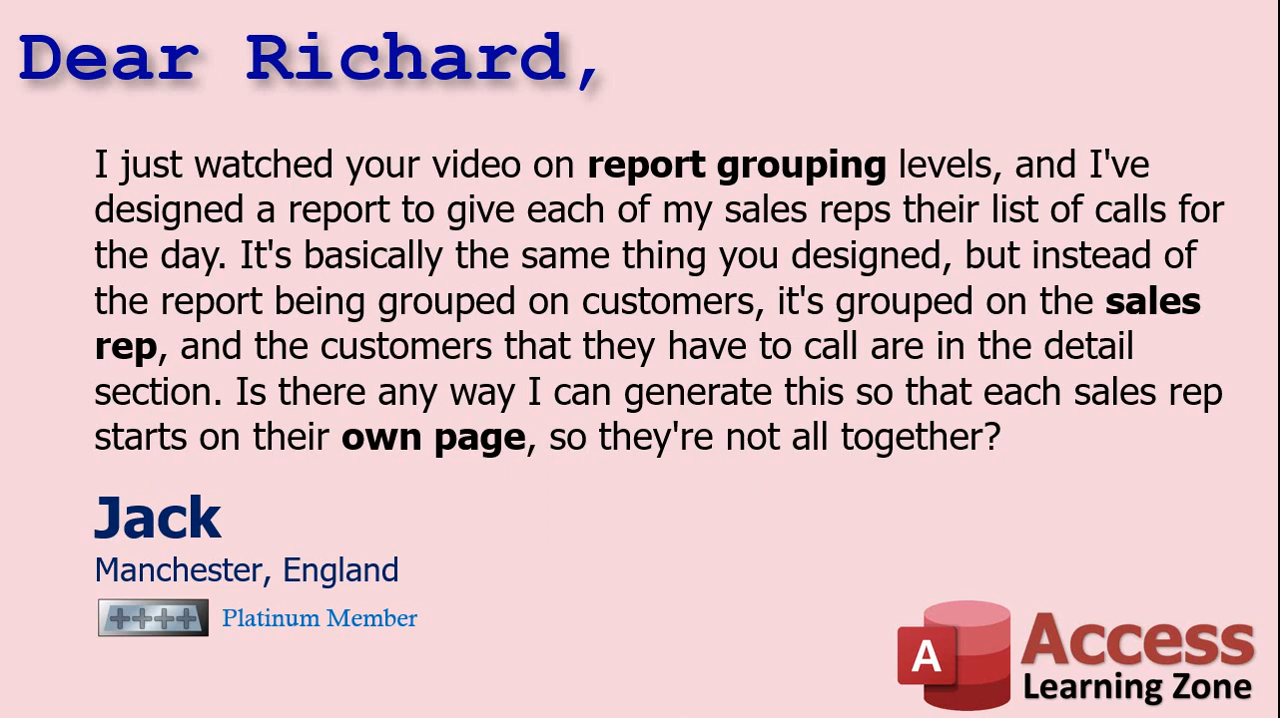 Dear Richard,
I just watched your video on report grouping levels, and I've
designed a report to give each of my sales reps their list of calls for
the day. It's basically the same thing you designed, but instead of
the report being grouped on customers, it's grouped on the sales
rep, and the customers that they have to call are in the detail
section. Is there any way I can generate this so that each sales rep
starts on their own page, so they're not all together?
Jack
Manchester, England
++++ Platinum Member
A Access
Learning Zone